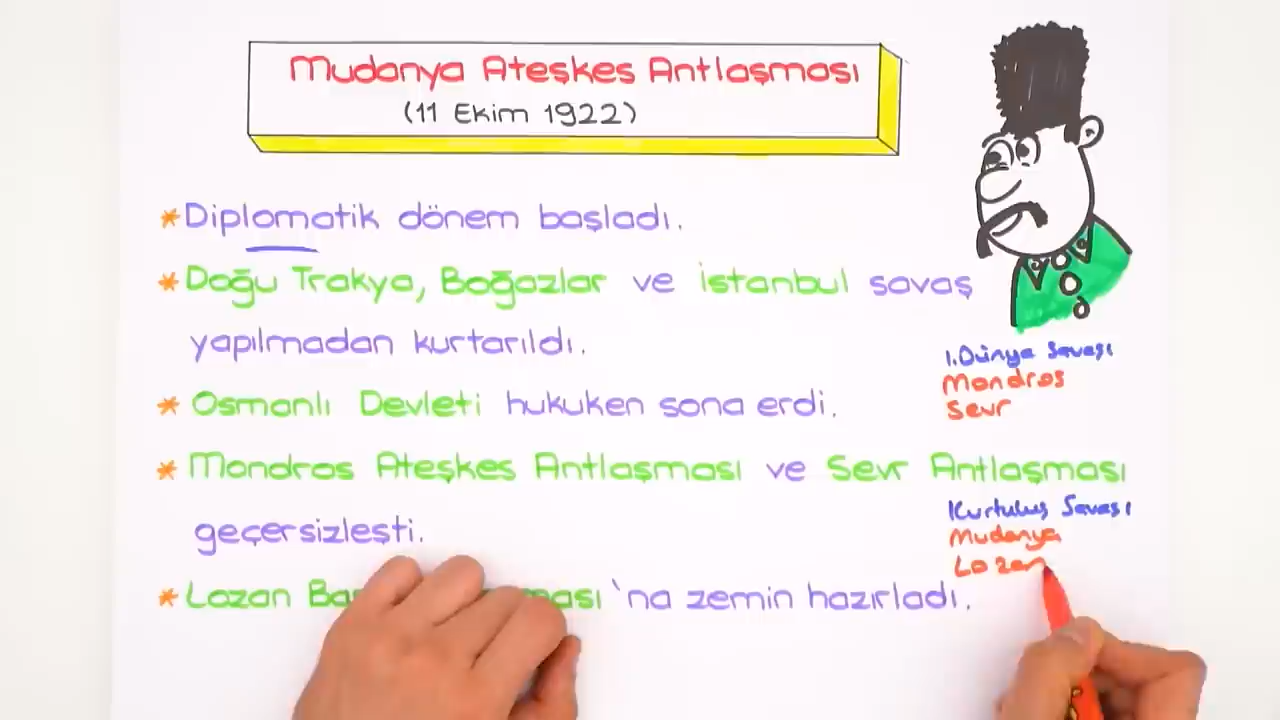 Mudanya Ateşkes Antlaşması
(11 Ekim 1922)
*Diplomatik dönem başladı.
*Doğu Trakya, Boğazlar ve İstanbul savaş
yapılmadan kurtarıldı.
*Osmanlı Devleti hukuken sona erdi.
*Mondros Ateşkes Antlaşması ve Sevr Antlaşması
geçersizleşti.
*Lozan 'na zemin hazırladı.
1.Dünya Savaşı
Mondros
Sevr
Kurtuluş Savaşı
Mudanya
Lozan